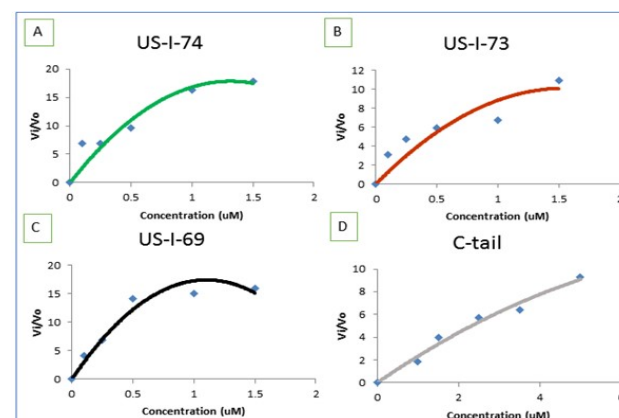 A
US-I-74
Vi/Vo
20
15
10
5
0
0 0.5 1 1.5 2
Concentration (uM)
B
US-I-73
Vi/Vo
12
10
8
6
4
2
0
0 0.5 1 1.5 2
Concentration (uM)
C
US-I-69
Vi/Vo
20
15
10
5
0
0 0.5 1 1.5 2
Concentration (uM)
D
C-tail
Vi/Vo
10
8
6
4
2
0
0 2 4 6
Concentration (uM)